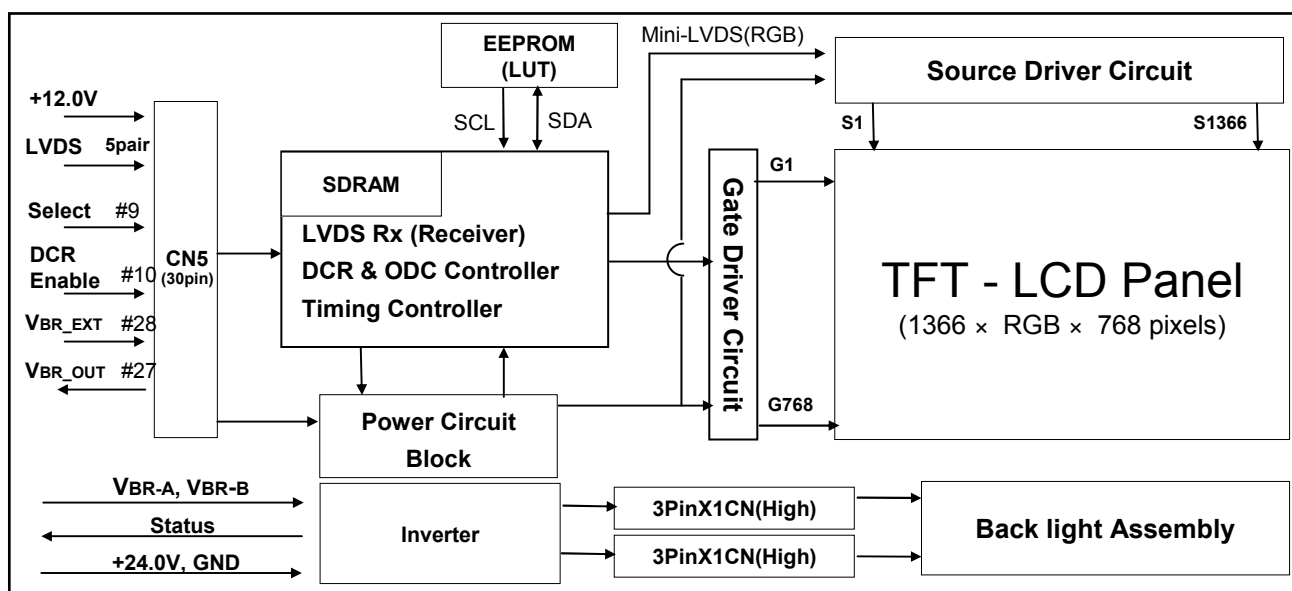 EEPROM
(LUT)
Mini-LVDS(RGB)
Source Driver Circuit
+12.0V
LVDS 5pair
Select #9
DCR
Enable #10
VBR_EXT #28
VBR_OUT #27
CN5
(30pin)
SCL
SDA
SDRAM
LVDS Rx (Receiver)
DCR & ODC Controller
Timing Controller
Power Circuit
Block
Gate Driver Circuit
S1
S1366
G1
G768
TFT - LCD Panel
(1366 × RGB × 768 pixels)
VBR-A, VBR-B
Status
+24.0V, GND
Inverter
3PinX1CN(High)
3PinX1CN(High)
Back light Assembly